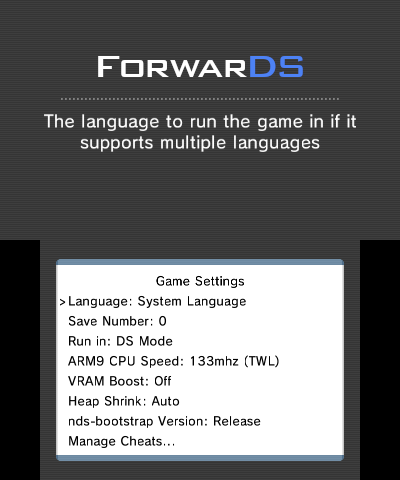 ForwarDS
The language to run the game in if it
supports multiple languages
Game Settings
>Language: System Language
Save Number: 0
Run in: DS Mode
ARM9 CPU Speed: 133mhz (TWL)
VRAM Boost: Off
Heap Shrink: Auto
nds-bootstrap Version: Release
Manage Cheats...